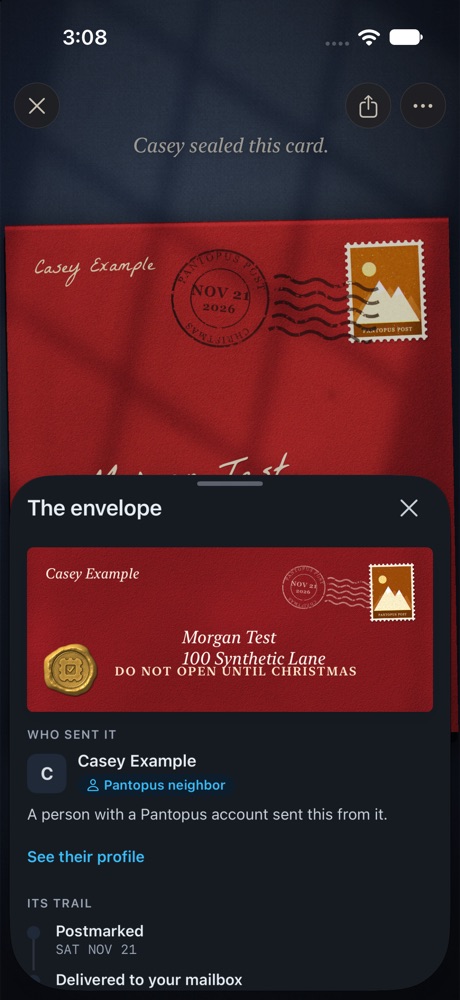 3:08
Casey sealed this card.
Casey Example
PANTOPUS POST
NOV 21
2026
PANTOPUS POST
Morgan Test
The envelope
Casey Example
NOV 21
2026
Morgan Test
100 Synthetic Lane
DO NOT OPEN UNTIL CHRISTMAS
WHO SENT IT
C
Casey Example
Pantopus neighbor
A person with a Pantopus account sent this from it.
See their profile
ITS TRAIL
Postmarked
SAT NOV 21
Delivered to your mailbox